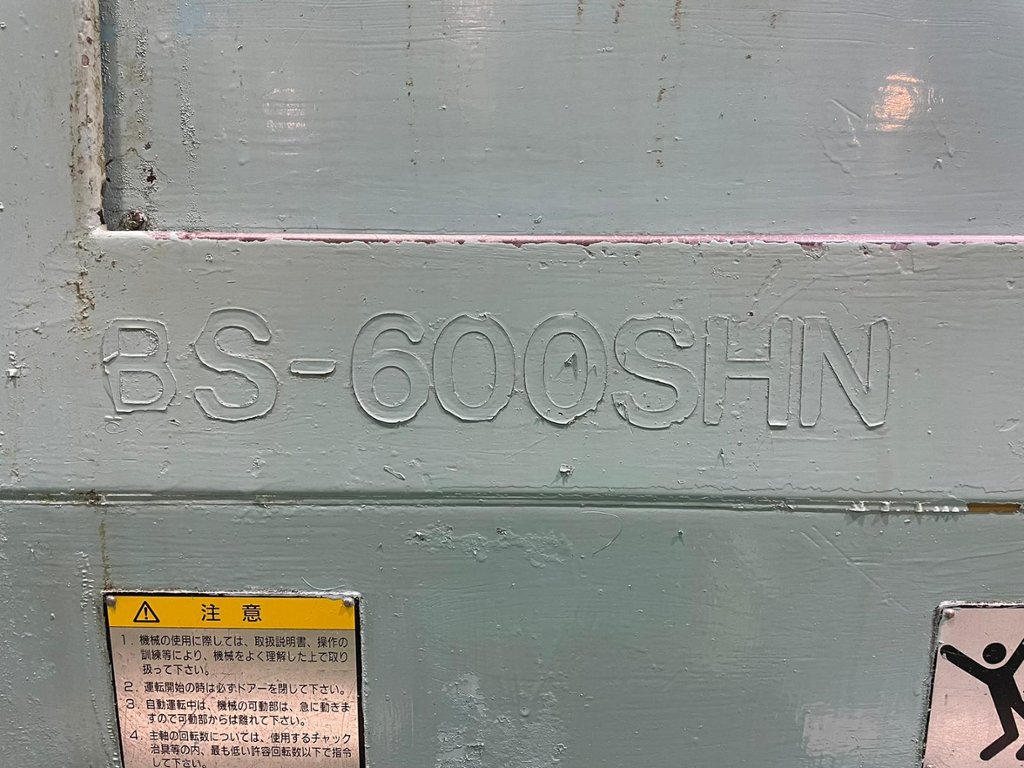 BS-600SHN
注意
1. 機械の使用に際しては、取扱説明書、操作の
訓練等により、機械をよく理解した上で取り
扱って下さい。
2. 運転開始の時は必ずドアーを閉じて下さい。
3. 自動運転中は、機械の可動部は、急に動きま
すので可動部からは離れて下さい。
4. 主軸の回転数については、使用するチャック
治具等の内、最も低い許容回転数以下で指令
して下さい。